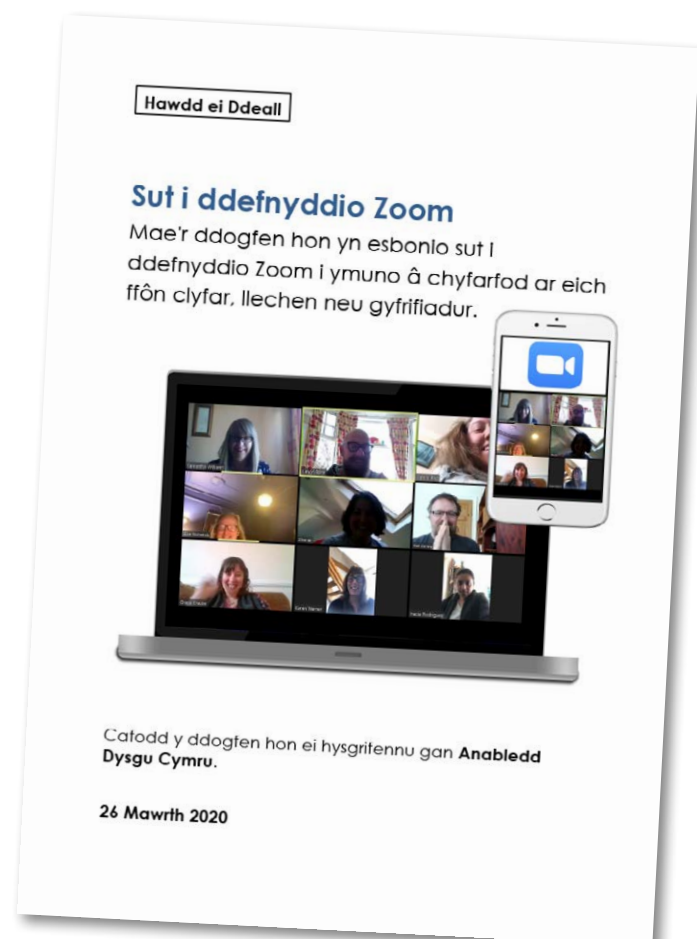 Hawdd ei Ddeall
Sut i ddefnyddio Zoom
Mae'r ddogfen hon yn esbonio sut i
ddefnyddio Zoom i ymuno â chyfarfod ar eich
ffôn clyfar, llechen neu gyfrifiadur.
Cafodd y ddogfen hon ei hysgrifennu gan Anabledd
Dysgu Cymru.
26 Mawrth 2020